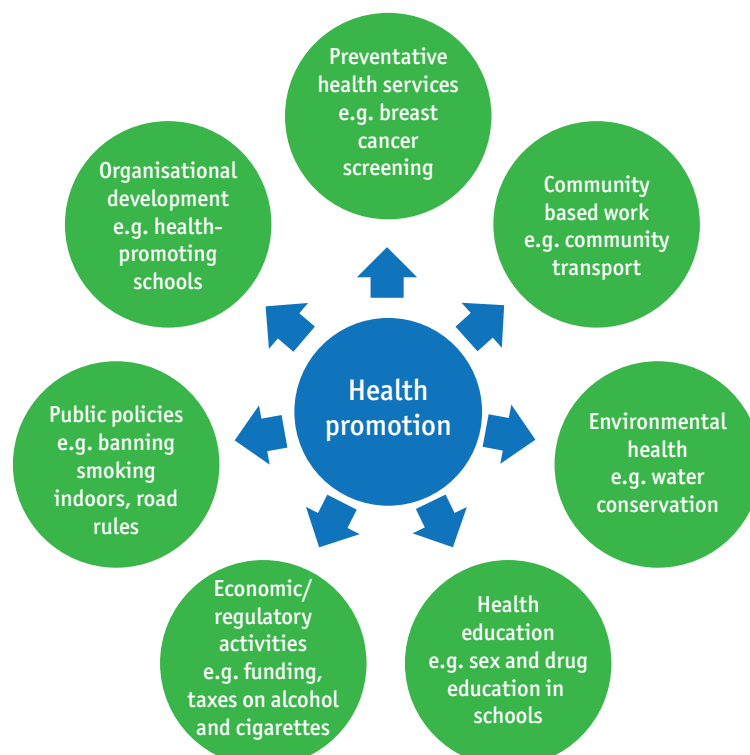 Preventative
health services
e.g. breast
cancer
screening
Organisational
development
e.g. health-
promoting
schools
Community
based work
e.g. community
transport
Health
promotion
Public policies
e.g. banning
smoking
indoors, road
rules
Environmental
health
e.g. water
conservation
Economic/
regulatory
activities
e.g. funding,
taxes on alcohol
and cigarettes
Health
education
e.g. sex and drug
education in
schools